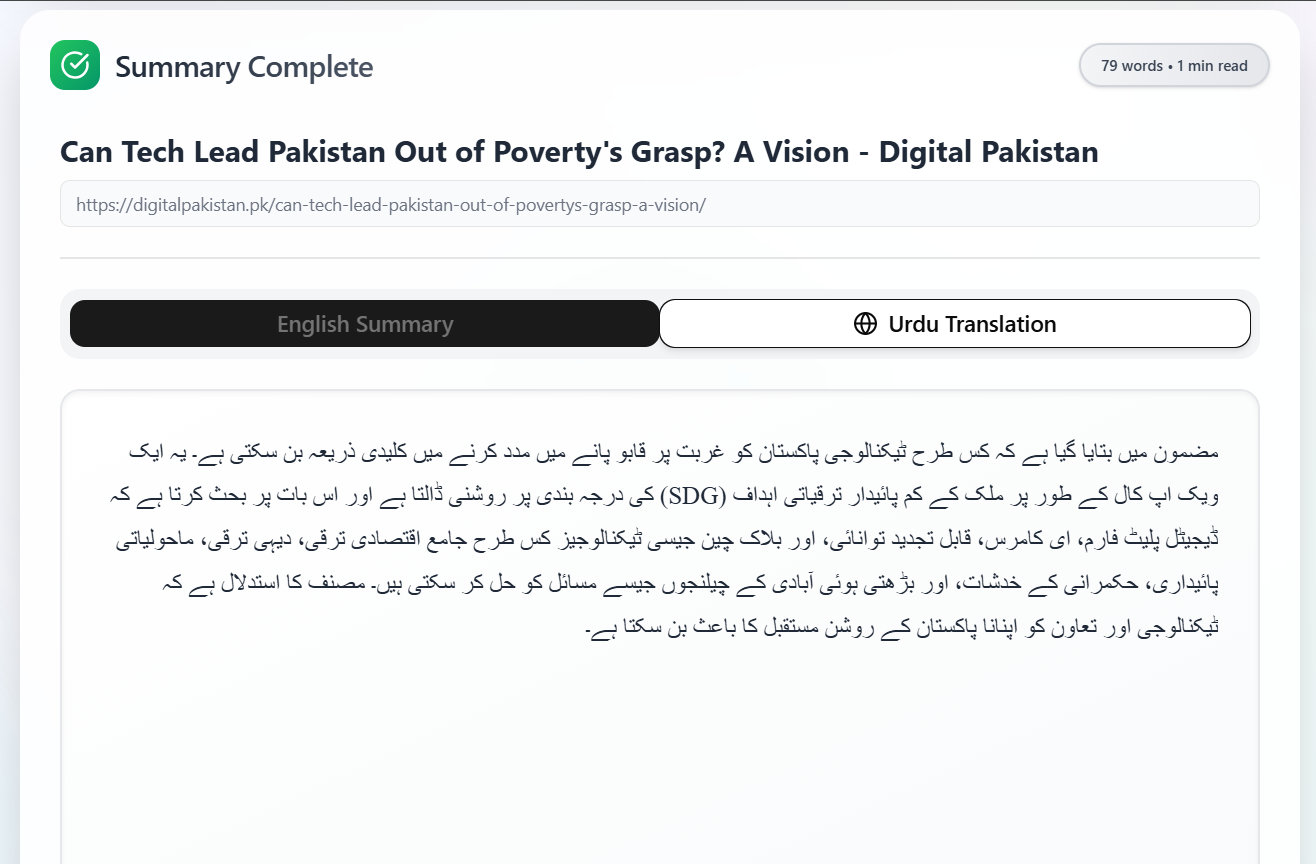 Summary Complete
79 words • 1 min read
Can Tech Lead Pakistan Out of Poverty's Grasp? A Vision - Digital Pakistan
https://digitalpakistan.pk/can-tech-lead-pakistan-out-of-povertys-grasp-a-vision/
English Summary
Urdu Translation
مضمون میں بتایا گیا ہے کہ کس طرح ٹیکنالوجی پاکستان کو غربت پر قابو پانے میں مدد کرنے میں کلیدی ذریعہ بن سکتی ہے۔ یہ ایک
ویک اپ کال کے طور پر ملک کے کم پائیدار ترقیاتی اہداف (SDG) کی درجہ بندی پر روشنی ڈالتا ہے اور اس بات پر بحث کرتا ہے کہ
ڈیجیٹل پلیٹ فارم، ای کامرس، قابل تجدید توانائی، اور بلاک چین جیسی ٹیکنالوجیز کس طرح جامع اقتصادی ترقی، دیہی ترقی، ماحولیاتی
پائیداری، حکمرانی کے خدشات، اور بڑھتی ہوئی آبادی کے چیلنجوں جیسے مسائل کو حل کر سکتی ہیں۔ مصنف کا استدلال ہے کہ
ٹیکنالوجی اور تعاون کو اپنانا پاکستان کے روشن مستقبل کا باعث بن سکتا ہے۔